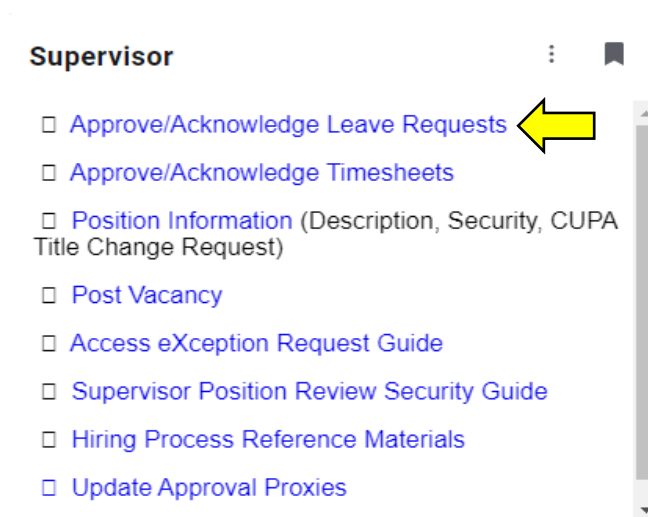 Supervisor
Approve/Acknowledge Leave Requests
Approve/Acknowledge Timesheets
Position Information (Description, Security, CUPA
Title Change Request)
Post Vacancy
Access eXception Request Guide
Supervisor Position Review Security Guide
Hiring Process Reference Materials
Update Approval Proxies